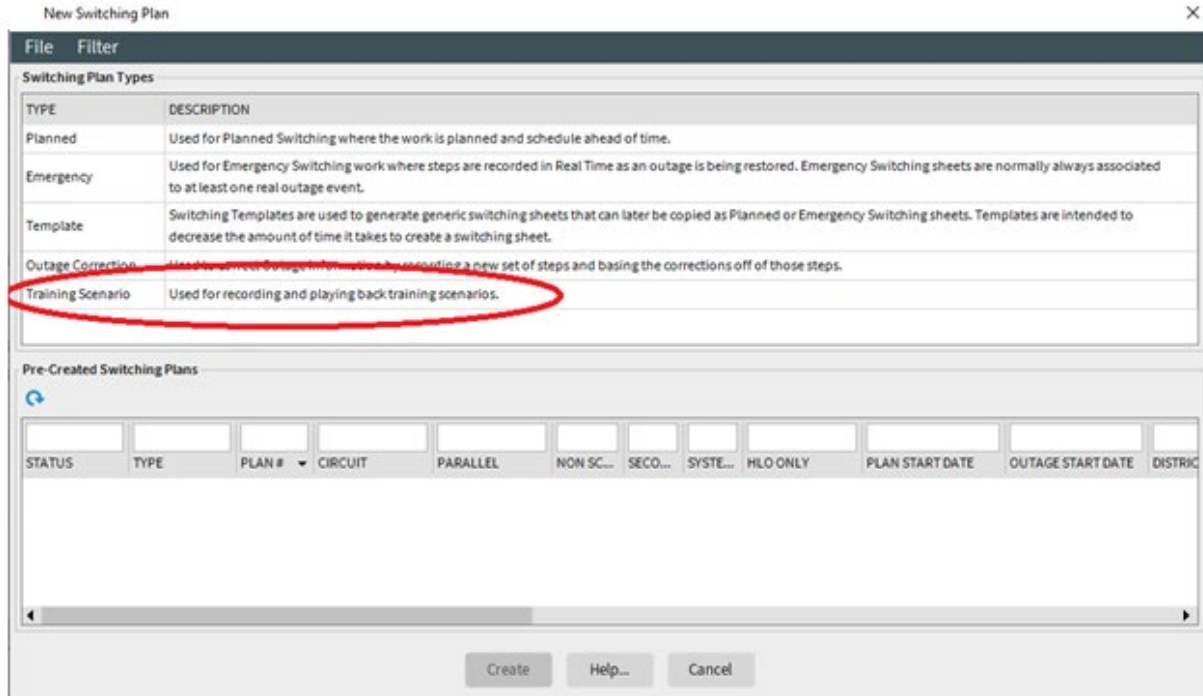 New Switching Plan
File Filter
Switching Plan Types
TYPE DESCRIPTION
Planned Used for Planned Switching where the work is planned and schedule ahead of time.
Emergency Used for Emergency Switching work where steps are recorded in Real Time as an outage is being restored. Emergency Switching sheets are normally always associated
to at least one real outage event.
Template Switching Templates are used to generate generic switching sheets that can later be copied as Planned or Emergency Switching sheets. Templates are intended to
decrease the amount of time it takes to create a switching sheet.
Outage Correction Used to correct Outage Information by recording a new set of steps and basing the corrections off of those steps.
Training Scenario Used for recording and playing back training scenarios.
Pre-Created Switching Plans
STATUS TYPE PLAN # CIRCUIT PARALLEL NON SC... SECO... SYSTE... HLO ONLY PLAN START DATE OUTAGE START DATE DISTRIC
Create Help... Cancel